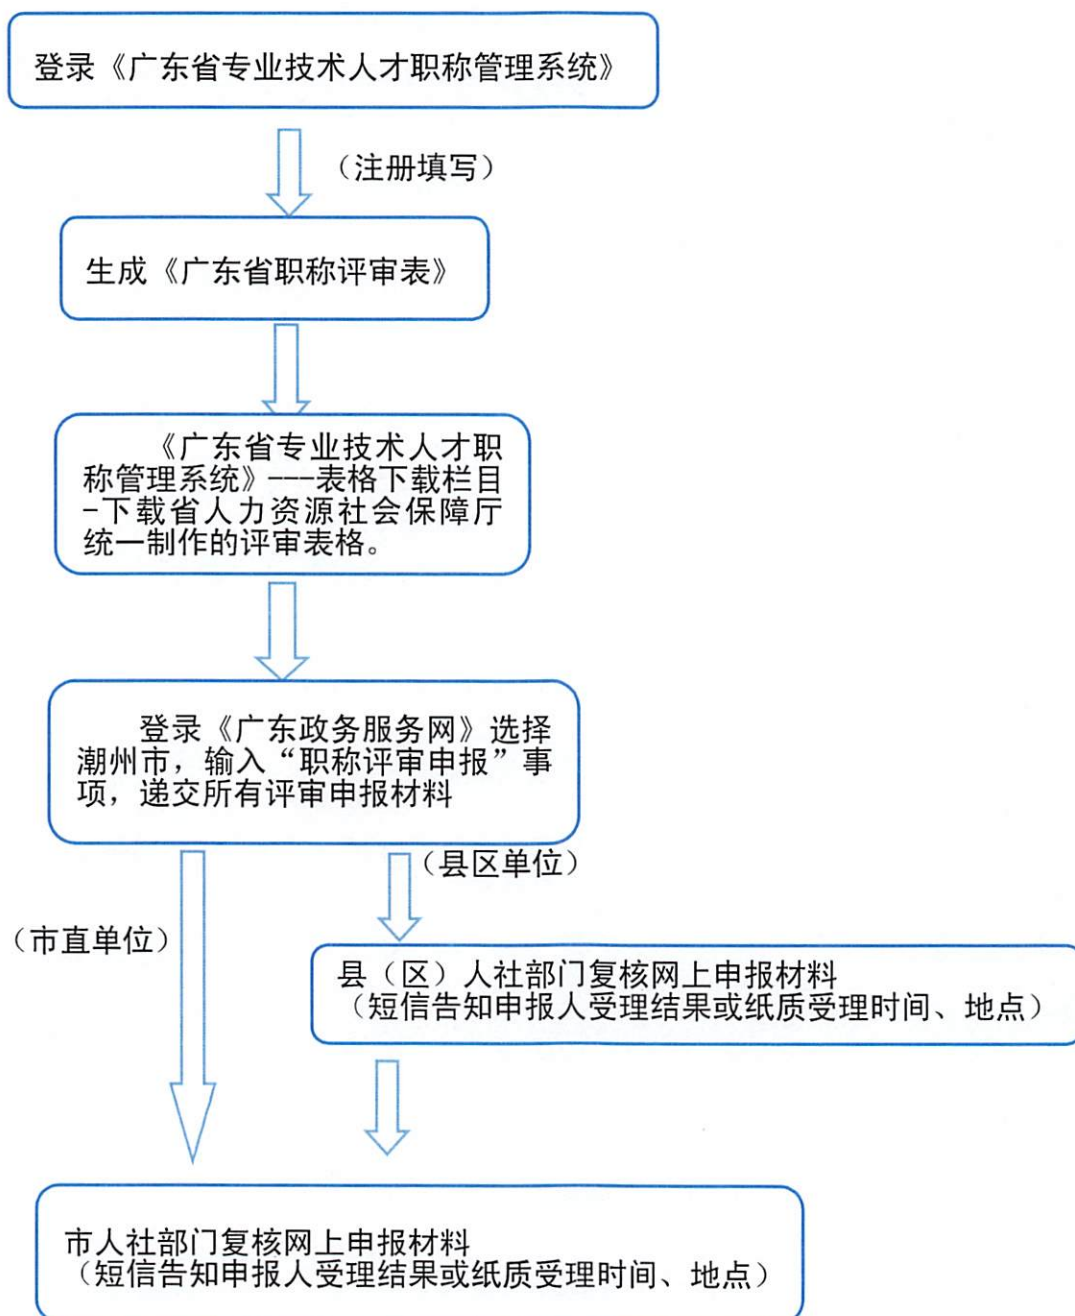 登录《广东省专业技术人才职称管理系统》
（注册填写）
生成《广东省职称评审表》
《广东省专业技术人才职
称管理系统》---表格下载栏目
-下载省人力资源社会保障厅
统一制作的评审表格。
登录《广东政务服务网》选择
潮州市，输入“职称评审申报”事
项，递交所有评审申报材料
（县区单位）
（市直单位）
县（区）人社部门复核网上申报材料
（短信告知申报人受理结果或纸质受理时间、地点）
市人社部门复核网上申报材料
（短信告知申报人受理结果或纸质受理时间、地点）